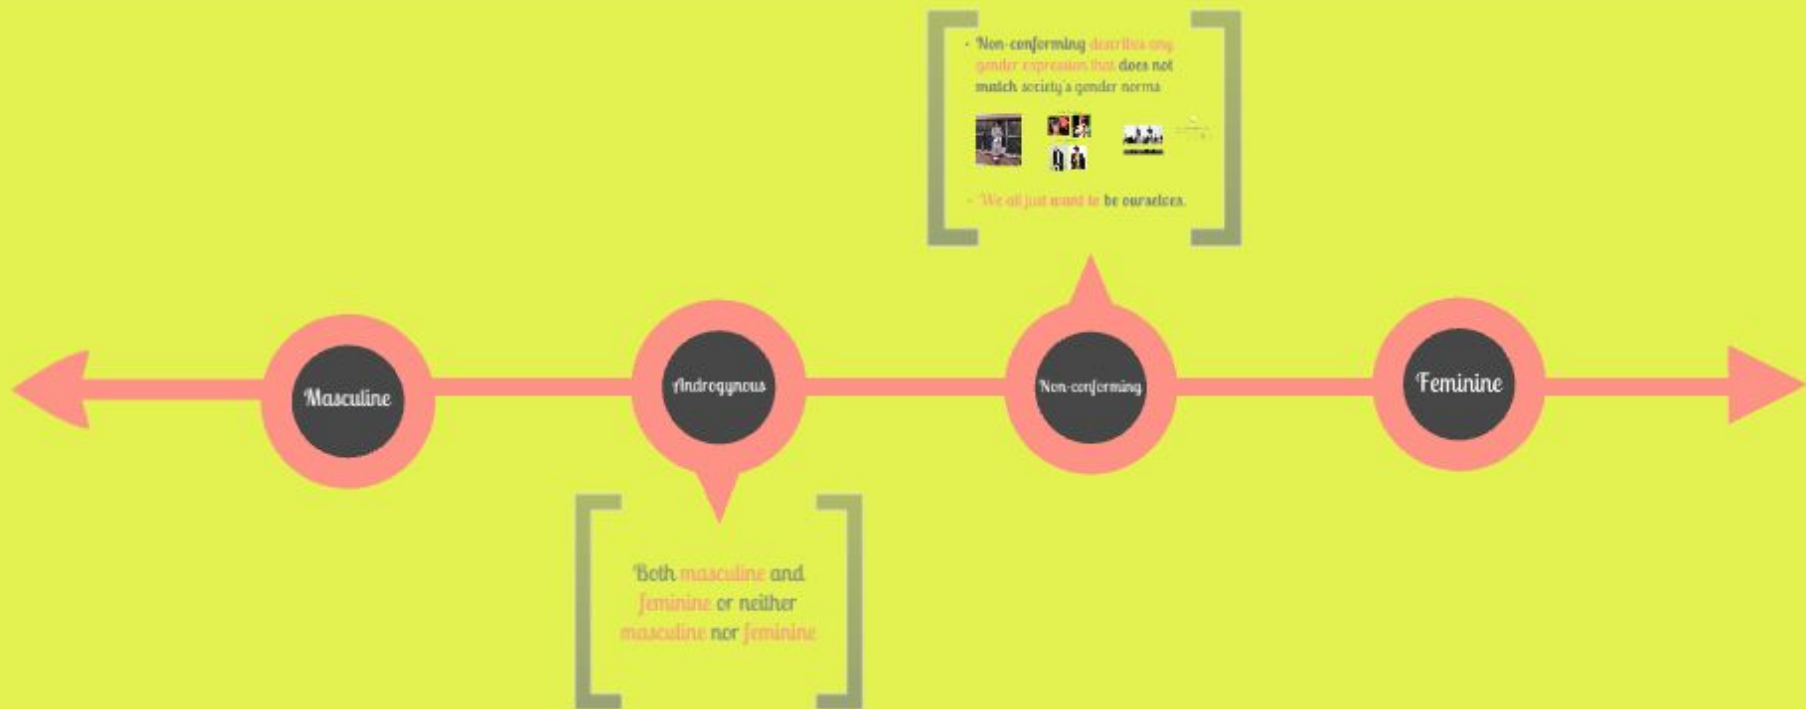 • Non-conforming describes any
gender expression that does not
match society's gender norms
• We all just want to be ourselves.
Masculine
Androgynous
Non-conforming
Feminine
Both masculine and
feminine or neither
masculine nor feminine